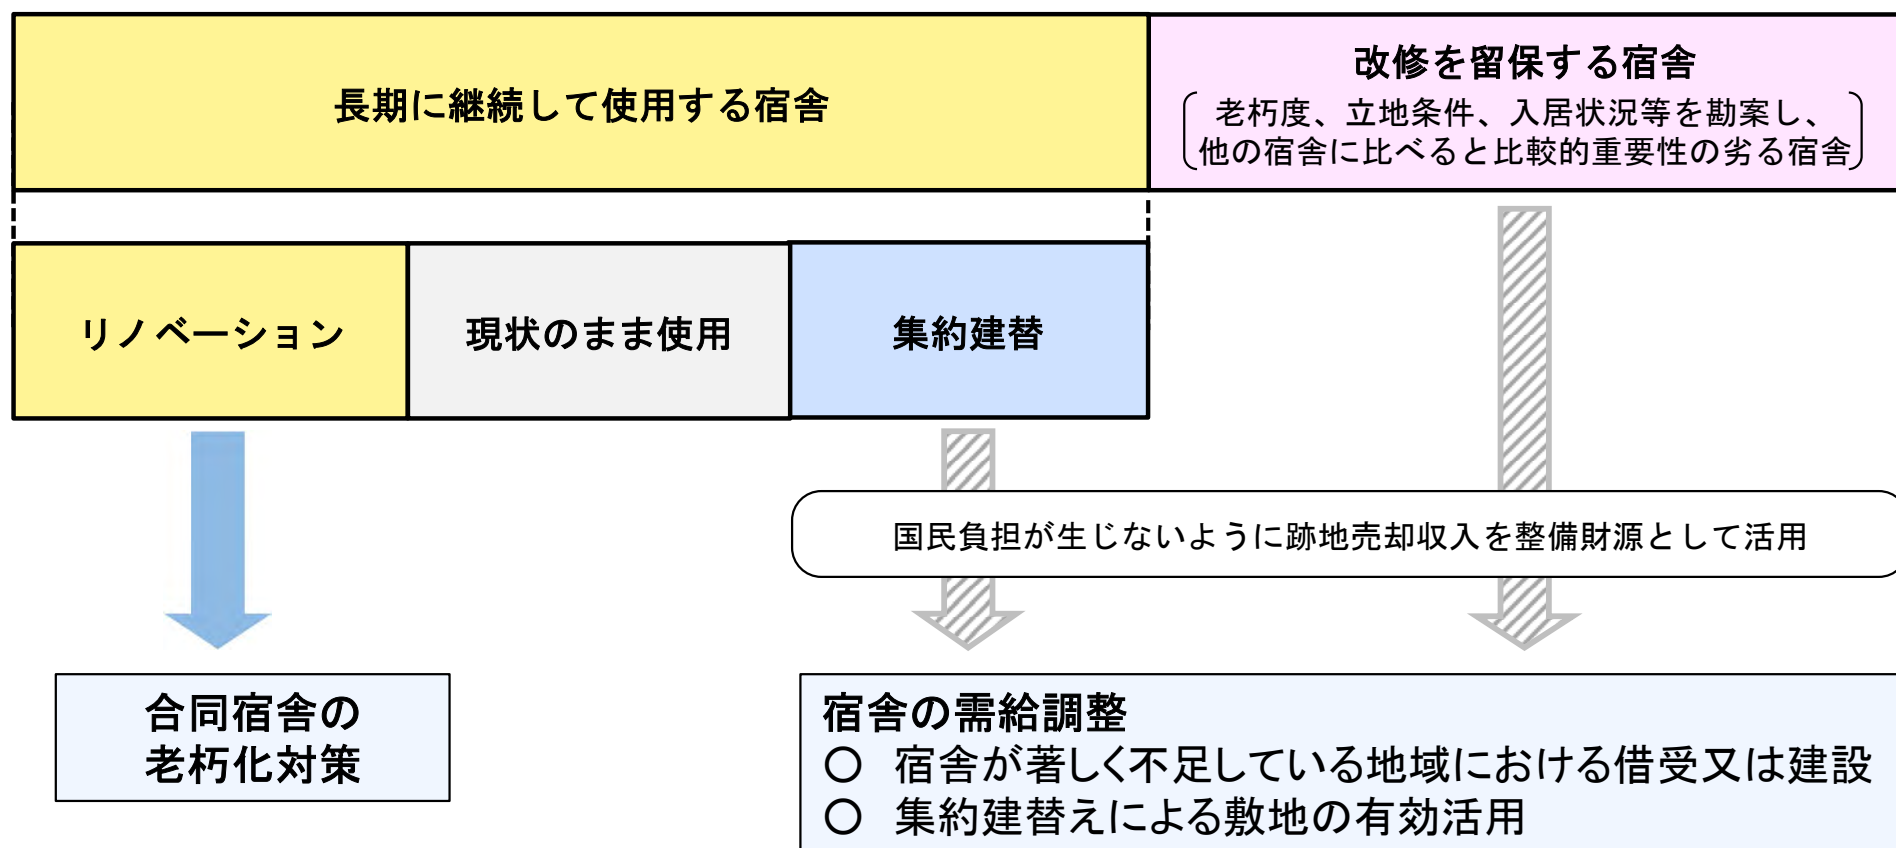 長期に継続して使用する宿舎
改修を留保する宿舎
老朽度、立地条件、入居状況等を勘案し、
他の宿舎に比べると比較的重要性の劣る宿舎
リノベーション
現状のまま使用
集約建替
国民負担が生じないように跡地売却収入を整備財源として活用
合同宿舎の
老朽化対策
宿舎の需給調整
○ 宿舎が著しく不足している地域における借受又は建設
○ 集約建替えによる敷地の有効活用